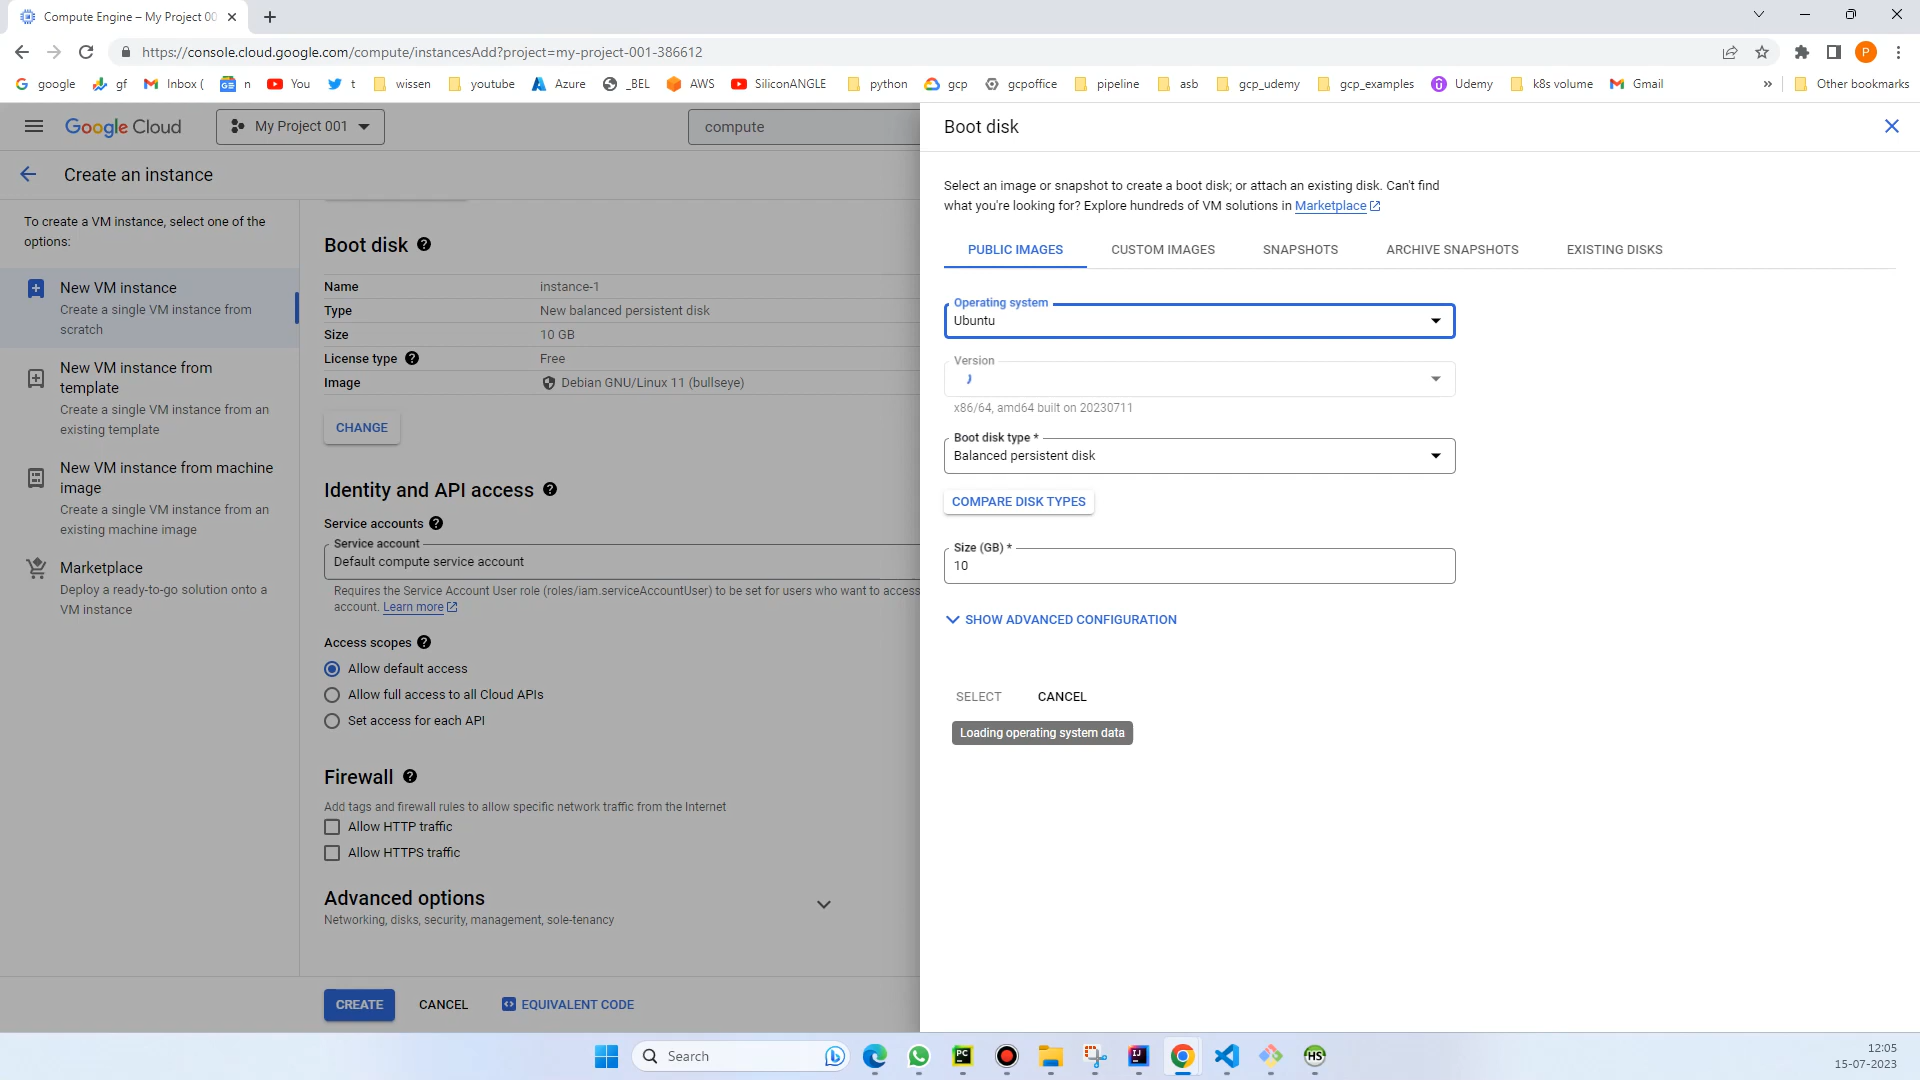 Compute Engine – My Project 00
https://console.cloud.google.com/compute/instancesAdd?project=my-project-001-386612
P
google
gf
Inbox (
n
You
t
wissen
youtube
Azure
_BEL
AWS
SiliconANGLE
python
gcp
gcpoffice
pipeline
asb
gcp_udemy
gcp_examples
Udemy
k8s volume
Gmail
»
Other bookmarks
Google Cloud
My Project 001
compute
Create an instance
To create a VM instance, select one of the
options:
New VM instance
Create a single VM instance from
scratch
New VM instance from
template
Create a single VM instance from an
existing template
New VM instance from machine
image
Create a single VM instance from an
existing machine image
Marketplace
Deploy a ready-to-go solution onto a
VM instance
Boot disk
Name instance-1
Type New balanced persistent disk
Size 10 GB
License type Free
Image Debian GNU/Linux 11 (bullseye)
CHANGE
Identity and API access
Service accounts
Service account
Default compute service account
Requires the Service Account User role (roles/iam.serviceAccountUser) to be set for users who want to access
account. Learn more
Access scopes
Allow default access
Allow full access to all Cloud APIs
Set access for each API
Firewall
Add tags and firewall rules to allow specific network traffic from the Internet
Allow HTTP traffic
Allow HTTPS traffic
Advanced options
Networking, disks, security, management, sole-tenancy
CREATE
CANCEL
EQUIVALENT CODE
Boot disk
Select an image or snapshot to create a boot disk; or attach an existing disk. Can't find
what you're looking for? Explore hundreds of VM solutions in Marketplace
PUBLIC IMAGES
CUSTOM IMAGES
SNAPSHOTS
ARCHIVE SNAPSHOTS
EXISTING DISKS
Operating system
Ubuntu
Version
x86/64, amd64 built on 20230711
Boot disk type *
Balanced persistent disk
COMPARE DISK TYPES
Size (GB) *
10
SHOW ADVANCED CONFIGURATION
SELECT
CANCEL
Loading operating system data
Search
PC
IJ
HS
12:05
15-07-2023